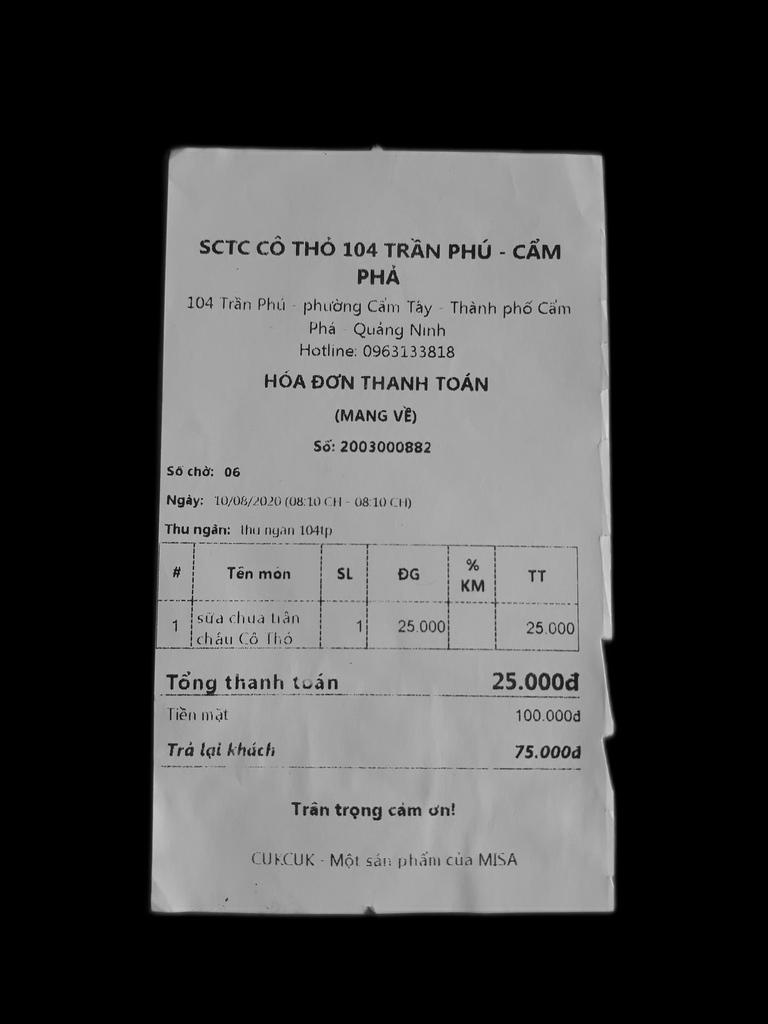 SCTC CÔ THỎ 104 TRẦN PHÚ - CẨM
PHẢ
104 Trần Phú - phường Cẩm Tây - Thành phố Cẩm
Phả - Quảng Ninh
Hotline: 0963133818
HÓA ĐƠN THANH TOÁN
(MANG VỀ)
Số: 2003000882
Số chờ: 06
Ngày: 10/08/2020 (08:10 CH - 08:10 CH)
Thu ngân: thu ngan 104tp
# Tên món SL ĐG % KM TT
1 sữa chua trân 1 25.000 25.000
châu Cô Thỏ
Tổng thanh toán 25.000đ
Tiền mặt 100.000đ
Trả lại khách 75.000đ
Trân trọng cảm ơn!
CUKCUK - Một sản phẩm của MISA